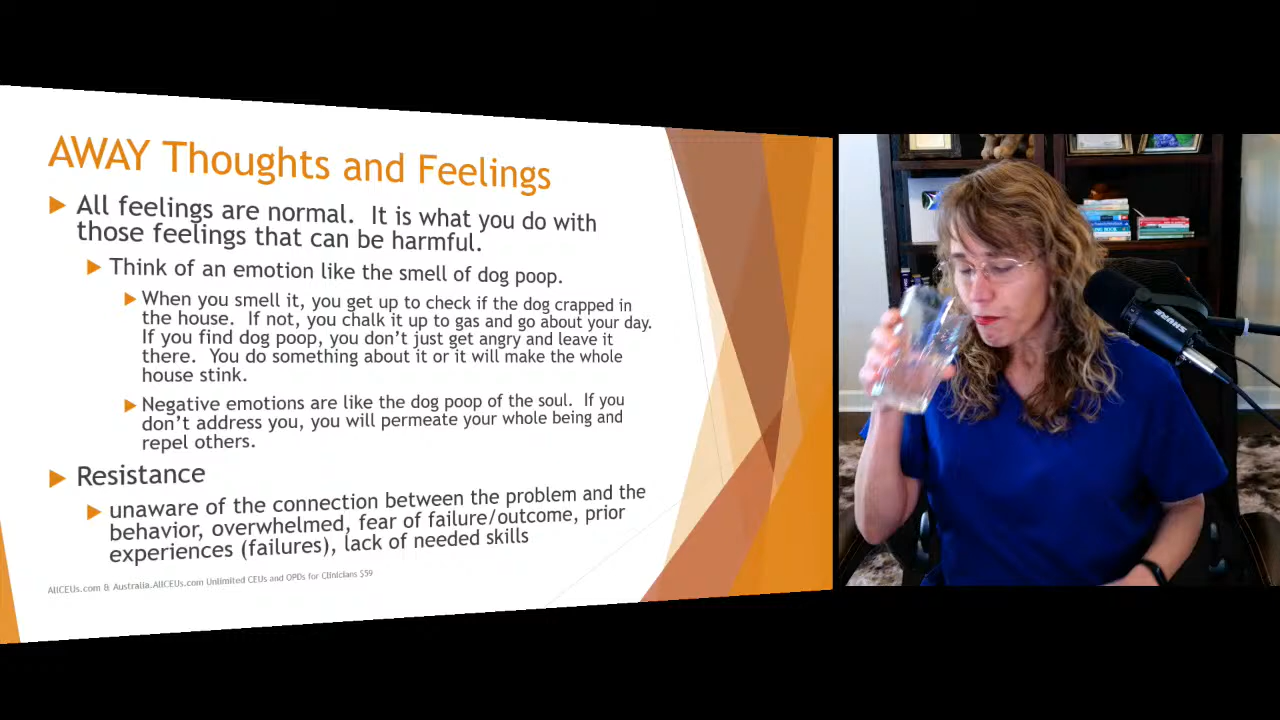 AWAY Thoughts and Feelings
All feelings are normal. It is what you do with
those feelings that can be harmful.
Think of an emotion like the smell of dog poop.
When you smell it, you get up to check if the dog crapped in
the house. If not, you chalk it up to gas and go about your day.
If you find dog poop, you don’t just get angry and leave it
there. You do something about it or it will make the whole
house stink.
Negative emotions are like the dog poop of the soul. If you
don’t address you, you will permeate your whole being and
repel others.
Resistance
unaware of the connection between the problem and the
behavior, overwhelmed, fear of failure/outcome, prior
experiences (failures), lack of needed skills
AllCEUs.com & Australia.AllCEUs.com Unlimited CEUs and OPDs for Clinicians $59
SHURE